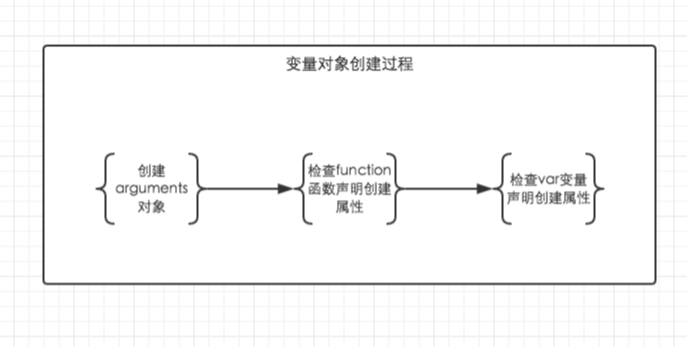 变量对象创建过程
创建
arguments
对象
检查function
函数声明创建
属性
检查var变量
声明创建属性